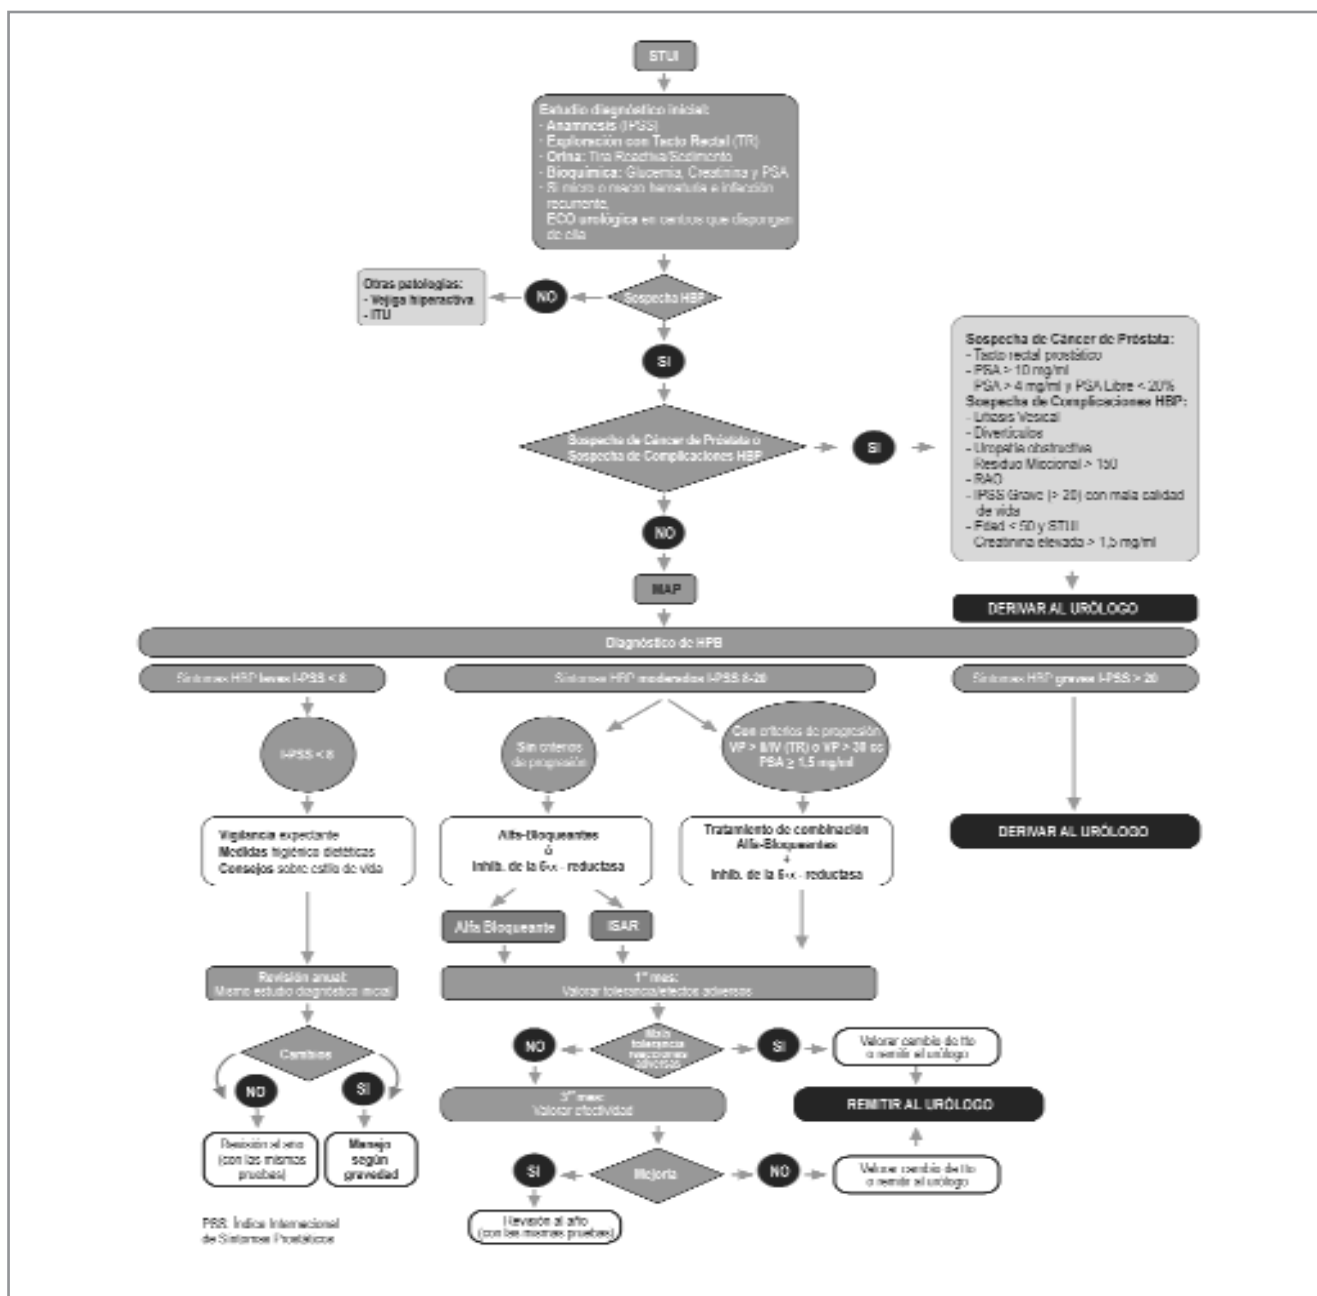 STUI
Estudio diagnóstico inicial:
- Anamnesis (IPSS)
- Exploración con Tacto Rectal (TR)
- Orina: Tira Reactiva/Sedimento
- Bioquímica: Glucemia, Creatinina y PSA
- Si micro o macro hematuria e infección
recurrente,
ECO urológica en centros que dispongan
de ella
Sospecha HBP
NO
Otras patologías:
- Vejiga hiperactiva
- ITU
SI
Sospecha de Cáncer de Próstata o
Sospecha de Complicaciones HBP
SI
Sospecha de Cáncer de Próstata:
- Tacto rectal prostático
- PSA > 10 mg/ml
PSA > 4 mg/ml y PSA Libre < 20%
Sospecha de Complicaciones HBP:
- Litiasis Vesical
- Divertículos
- Uropatía obstructiva
Residuo Miccional > 150
- RAO
- IPSS Grave (> 20) con mala calidad
de vida
- Edad < 50 y STUI
Creatinina elevada > 1,5 mg/ml
NO
MAP
DERIVAR AL URÓLOGO
Diagnóstico de HPB
Síntomas HBP leves I-PSS < 8
Síntomas HBP moderados I-PSS 8-20
Síntomas HBP graves I-PSS > 20
I-PSS < 8
Sin criterios
de progresión
Con criterios de progresión
VP > II/IV (TR) o VP > 30 cc
PSA ≥ 1,5 mg/ml
Vigilancia expectante
Medidas higiénico dietéticas
Consejos sobre estilo de vida
Alfa-Bloqueantes
ó
Inhib. de la 5-α - reductasa
Tratamiento de combinación
Alfa-Bloqueantes
+
Inhib. de la 5-α - reductasa
DERIVAR AL URÓLOGO
Alfa Bloqueante
ISAR
Revisión anual:
Mismo estudio diagnóstico inicial
1er mes:
Valorar tolerancia/efectos adversos
Cambios
NO
SI
Revisión al ano
(con las mismas
pruebas)
Manejo
según
gravedad
NO
Mala
tolerancia
reacciones
adversas
SI
Valorar cambio de tto
o remitir al urólogo
3er mes:
Valorar efectividad
REMITIR AL URÓLOGO
SI
Mejoría
NO
Valorar cambio de tto
o remitir al urólogo
Revisión al año
(con las mismas pruebas)
PSS: Índice Internacional
de Síntomas Prostáticos